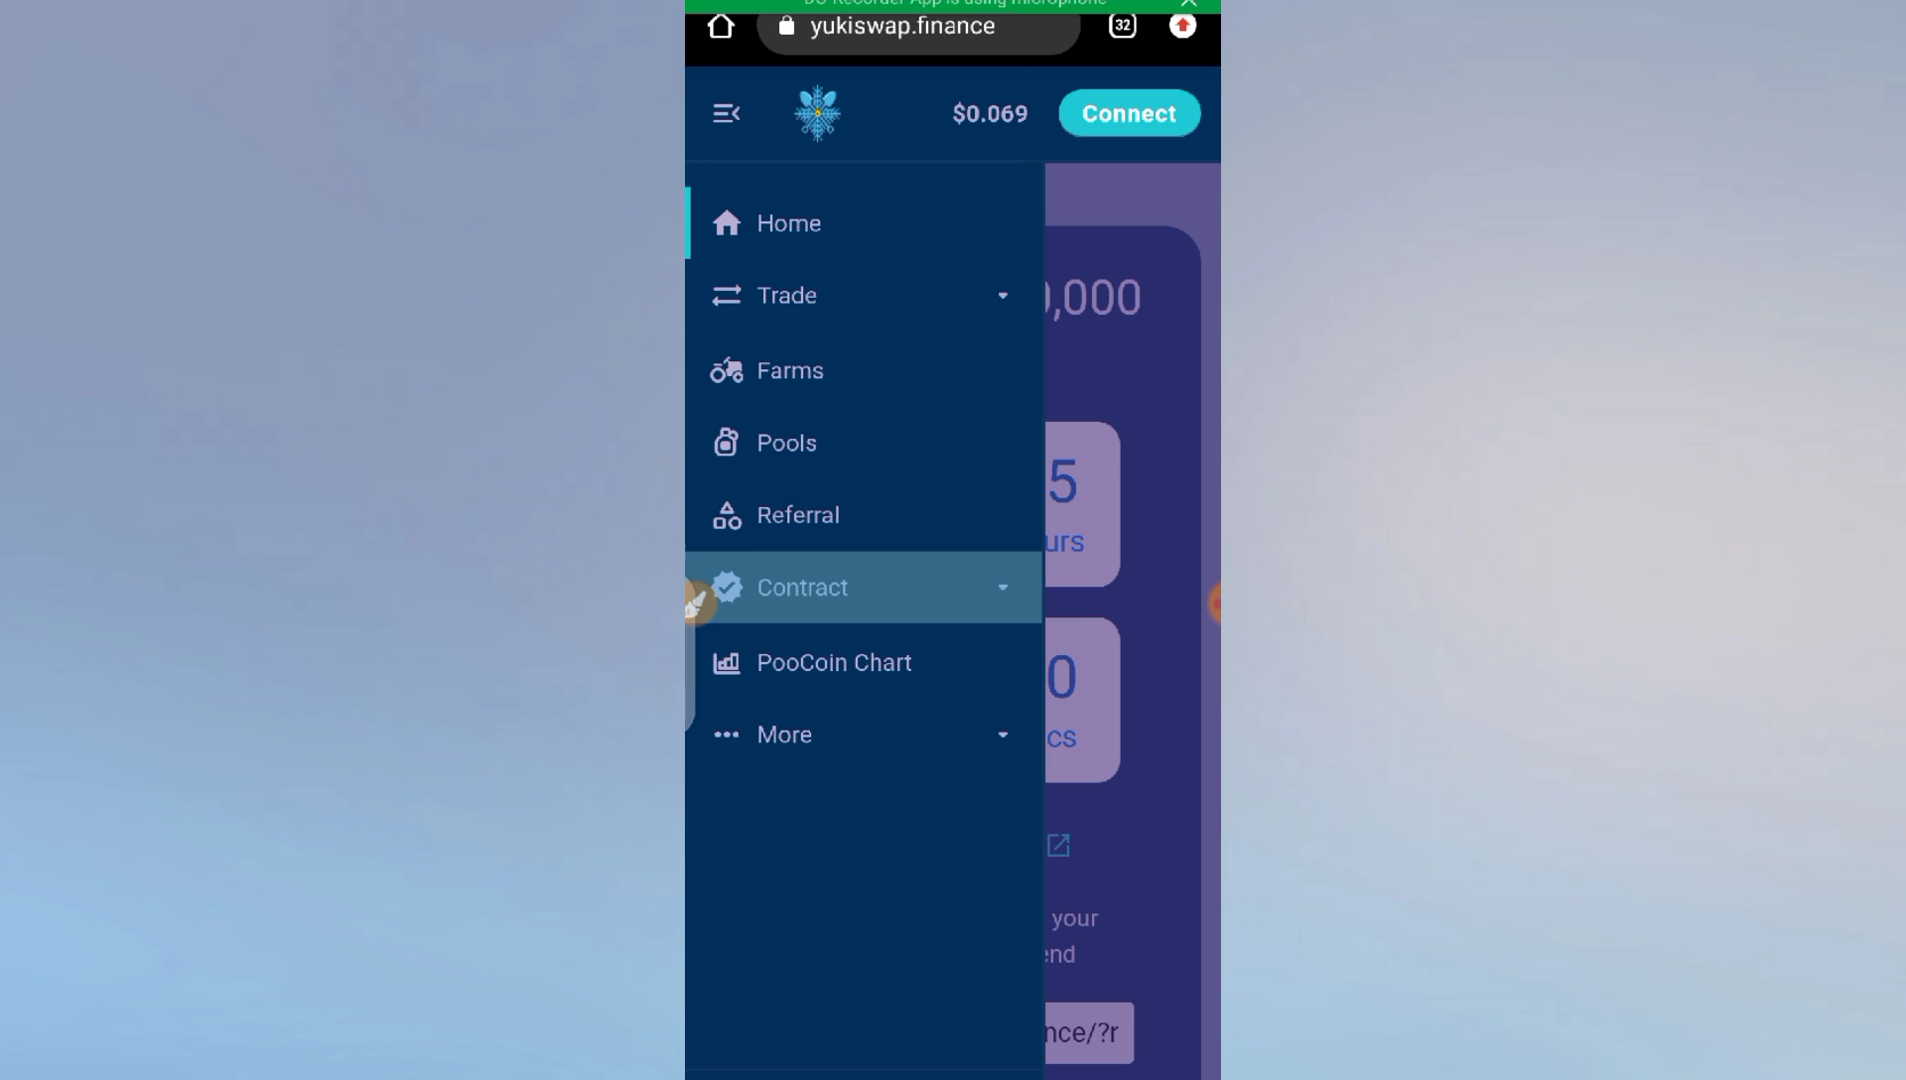 yukiswap.finance
32
$0.069
Connect
Home
Trade
Farms
Pools
Referral
Contract
PooCoin Chart
More
0,000
5
urs
0
cs
your
end
nce/?r